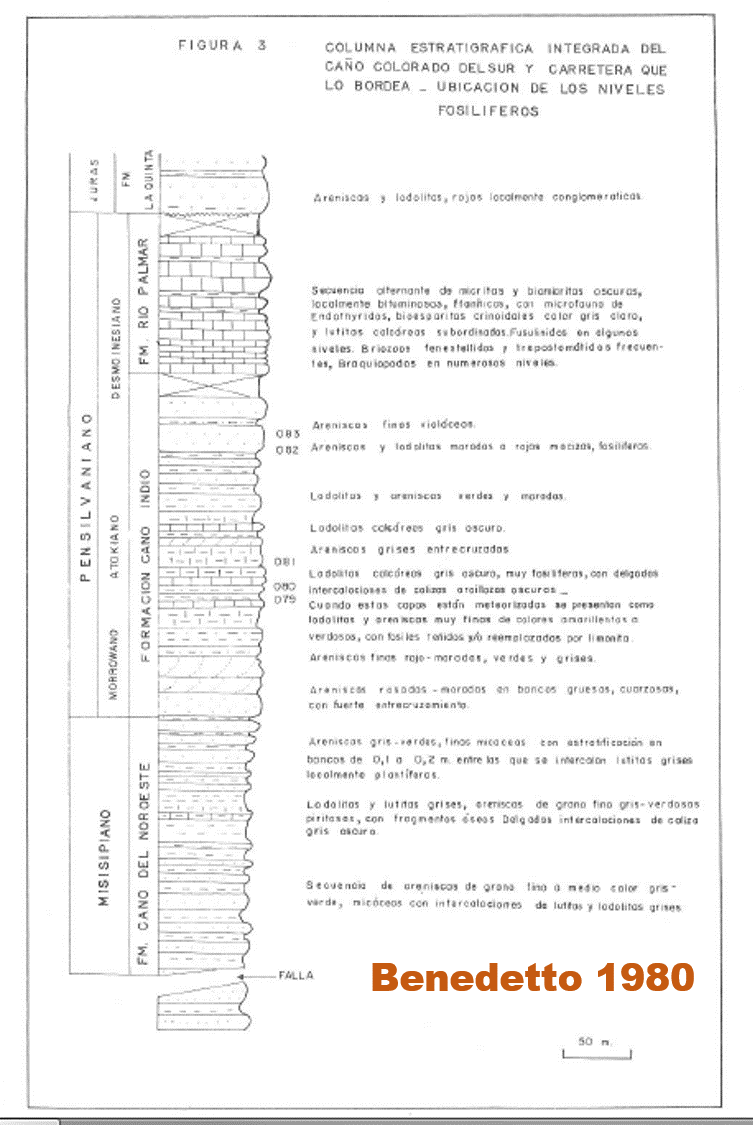 FIGURA 3
COLUMNA ESTRATIGRAFICA INTEGRADA DEL
CAÑO COLORADO DEL SUR Y CARRETERA QUE
LO BORDEA _ UBICACION DE LOS NIVELES
FOSILIFEROS
JURAS
FM.
LA QUINTA
Areniscas y lodolitas, rojas localmente conglomeraticas.
PENSILVANIANO
DESMOINESIANO
FM. RIO PALMAR
Secuencia alternante de micritas y biomicritas oscuras,
localmente bituminosas, ftaníticas, con microfauna de
Endothyridos, bioesparitas crinoidales color gris claro,
y lutitas calcáreas subordinadas. Fusulinidos en algunos
niveles. Briozoos fenestellidos y trepostomátidos frecuen-
tes, Braquiopodos en numerosos niveles.
ATOKIANO
MORROWANO
FORMACION CANO INDIO
083
Areniscas finas violáceas.
082
Areniscas y lodolitas moradas a rojas macizas, fosilíferas.
Lodolitas y areniscas verdes y moradas.
Lodolitas calcáreas gris oscuro.
Areniscas grises entrecruzadas
081
080
079
Lodolitas calcáreas gris oscuro, muy fosilíferas, con delgadas
intercalaciones de calizas arcillosas oscuras _
Cuando estas capas están meteorizadas se presentan como
lodolitas y areniscas muy finas de colores amarillentos a
verdosos, con fosiles teñidos y/o reemplazados por limonita.
Areniscas finas rojo-moradas, verdes y grises.
Areniscas rosadas - moradas en bancos gruesos, cuarzosas,
con fuerte entrecruzamiento.
MISISIPIANO
FM. CANO DEL NOROESTE
Areniscas gris-verdes, finas micaceas con estratificación en
bancos de 0,1 a 0,2 m. entre las que se intercalan lutitas grises
localmente plantíferas.
Lodolitas y lutitas grises, areniscas de grano fino gris-verdosas
piritosas, con fragmentos óseos Delgadas intercalaciones de caliza
gris oscura.
Secuencia de areniscas de grano fino a medio color gris-
verde, micáceas con intercalaciones de lutitas y lodolitas grises
FALLA
Benedetto 1980
50 m.